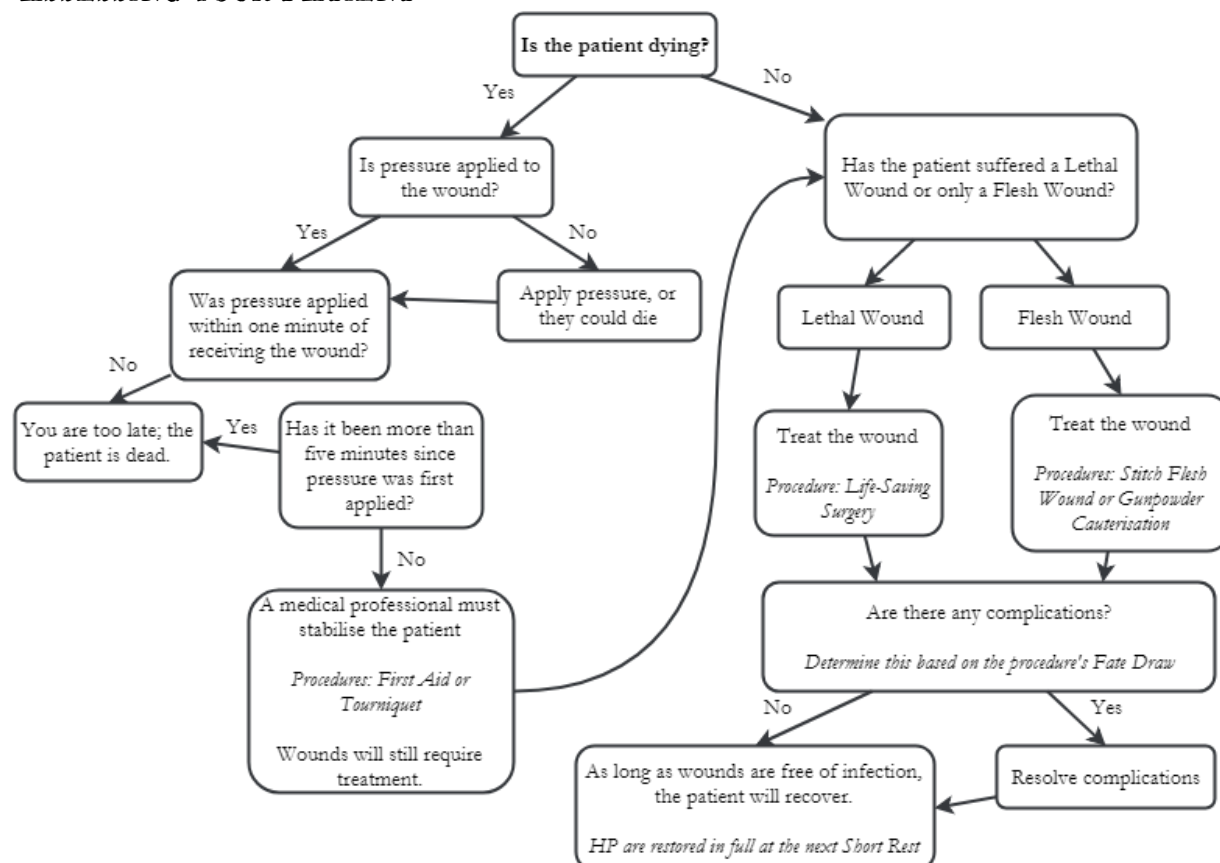 Is the patient dying?
Yes
No
Is pressure applied to
the wound?
Has the patient suffered a Lethal
Wound or only a Flesh Wound?
Yes
No
Was pressure applied
within one minute of
receiving the wound?
Apply pressure, or
they could die
Lethal Wound
Flesh Wound
No
You are too late; the
patient is dead.
Yes
Has it been more than
five minutes since
pressure was first
applied?
Treat the wound
Procedure: Life-Saving
Surgery
Treat the wound
Procedures: Stitch Flesh
Wound or Gunpowder
Cauterisation
No
A medical professional must
stabilise the patient
Procedures: First Aid or
Tourniquet
Wounds will still require
treatment.
Are there any complications?
Determine this based on the procedure's Fate Draw
No
Yes
As long as wounds are free of infection,
the patient will recover.
HP are restored in full at the next Short Rest
Resolve complications